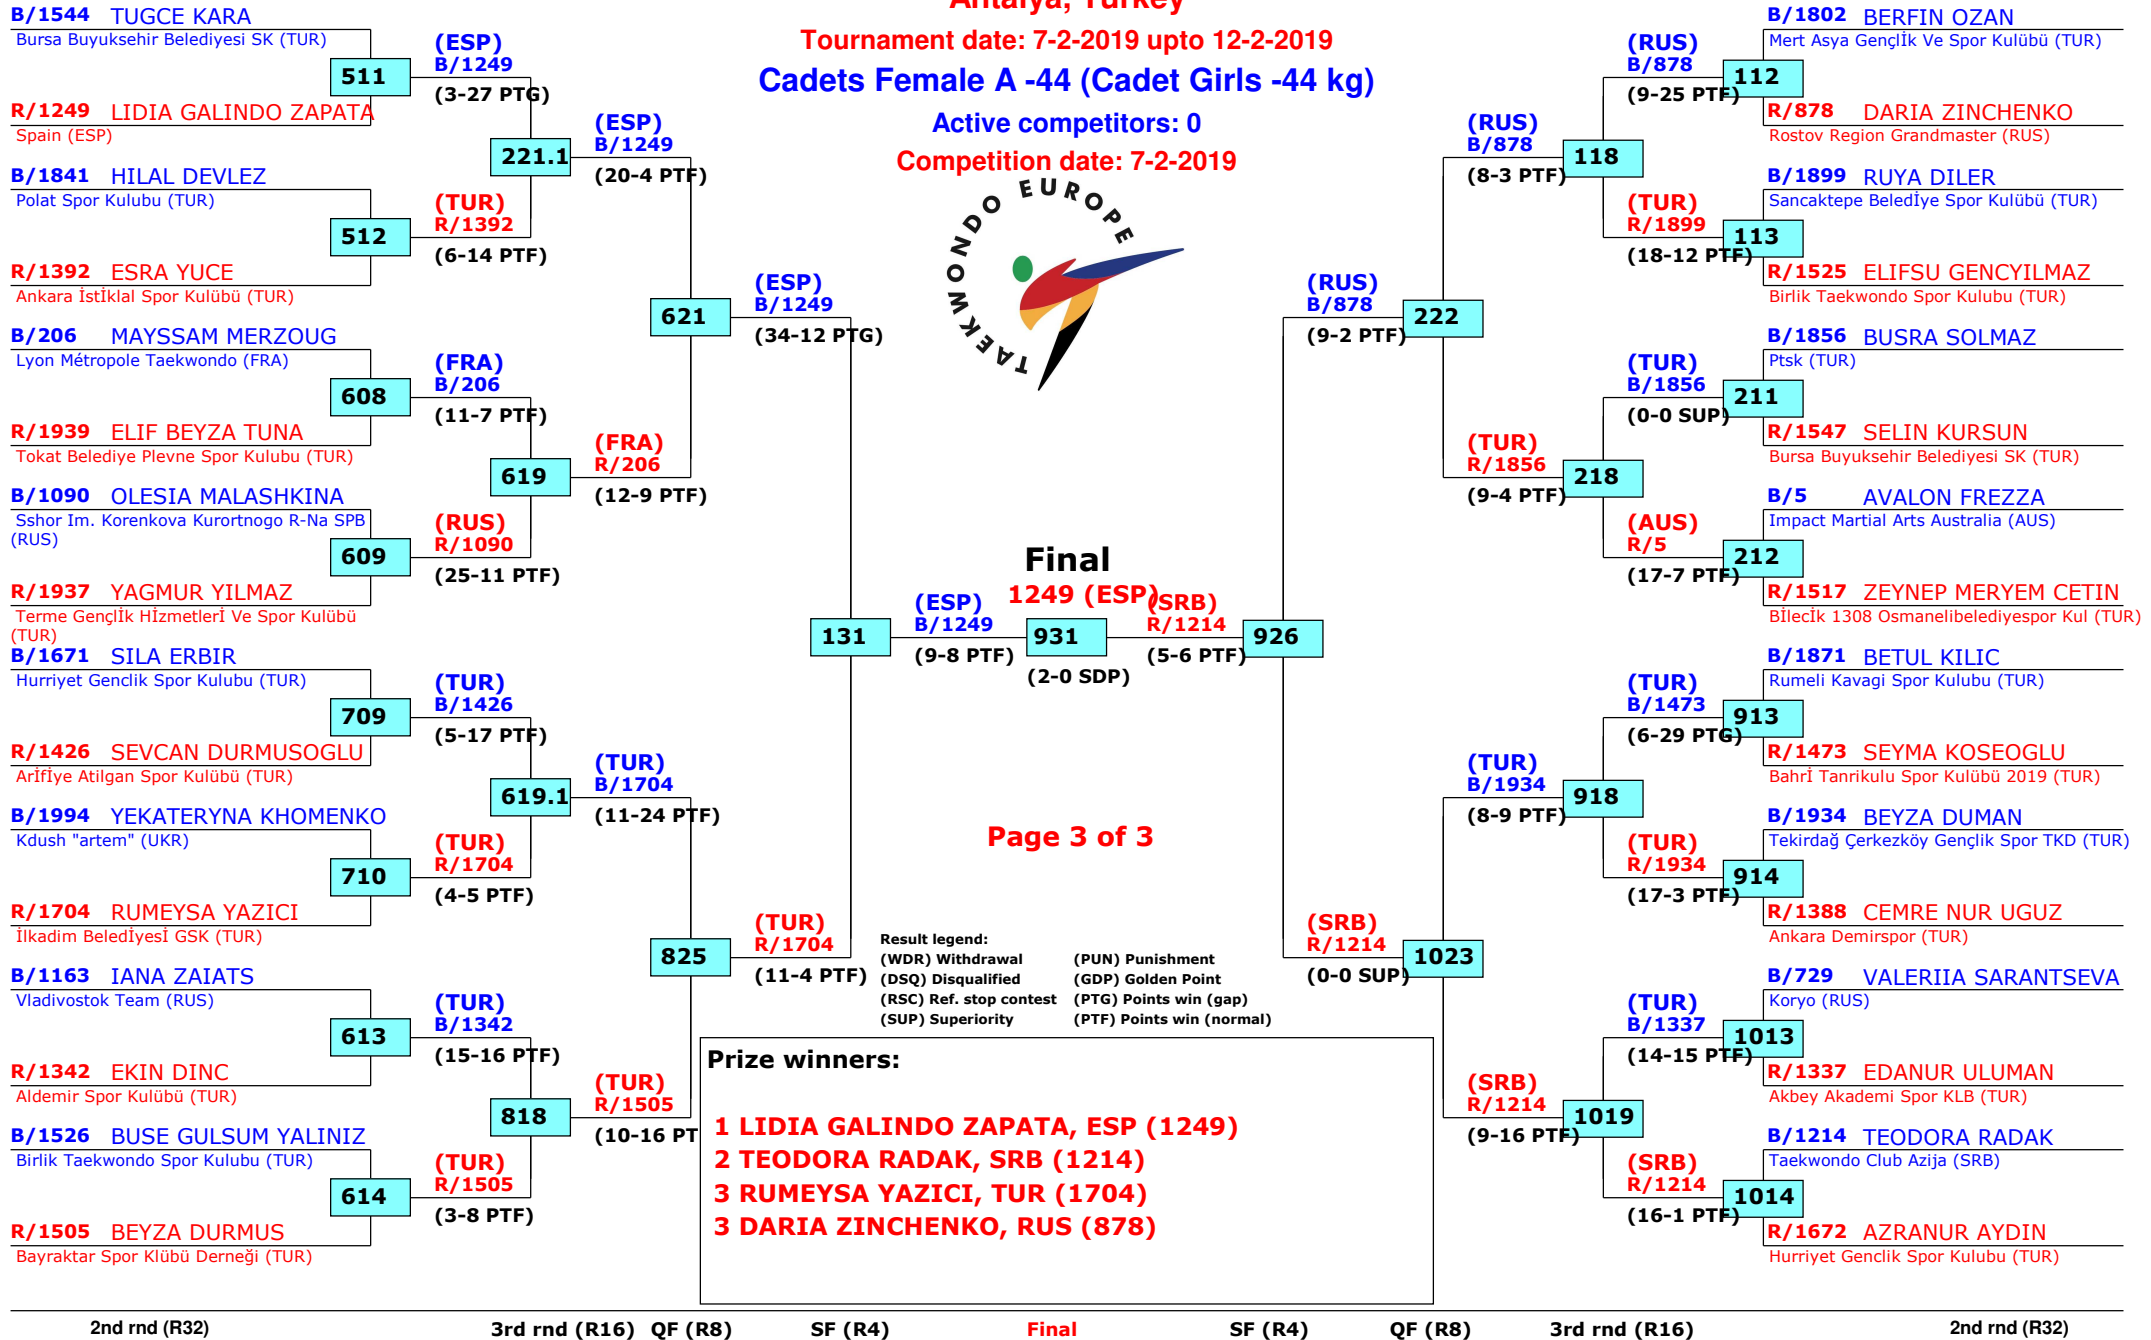 Antalya, Turkey
Tournament date: 7-2-2019 upto 12-2-2019
Cadets Female A -44 (Cadet Girls -44 kg)
Active competitors: 0
Competition date: 7-2-2019
TAEKWONDO EUROPE
B/1544 TUGCE KARA
Bursa Buyuksehir Belediyesi SK (TUR)
511
R/1249 LIDIA GALINDO ZAPATA
Spain (ESP)
B/1841 HILAL DEVLEZ
Polat Spor Kulubu (TUR)
512
R/1392 ESRA YUCE
Ankara İstİklal Spor Kulübü (TUR)
B/206 MAYSSAM MERZOUG
Lyon Métropole Taekwondo (FRA)
608
R/1939 ELIF BEYZA TUNA
Tokat Belediye Plevne Spor Kulubu (TUR)
B/1090 OLESIA MALASHKINA
Sshor Im. Korenkova Kurortnogo R-Na SPB
(RUS)
609
R/1937 YAGMUR YILMAZ
Terme Gençlİk Hİzmetlerİ Ve Spor Kulübü
(TUR)
B/1671 SILA ERBIR
Hurriyet Genclik Spor Kulubu (TUR)
709
R/1426 SEVCAN DURMUSOGLU
Arİfİye Atilgan Spor Kulübü (TUR)
B/1994 YEKATERYNA KHOMENKO
Kdush "artem" (UKR)
710
R/1704 RUMEYSA YAZICI
İlkadim Beledİyesİ GSK (TUR)
B/1163 IANA ZAIATS
Vladivostok Team (RUS)
613
R/1342 EKIN DINC
Aldemir Spor Kulübü (TUR)
B/1526 BUSE GULSUM YALINIZ
Birlik Taekwondo Spor Kulubu (TUR)
614
R/1505 BEYZA DURMUS
Bayraktar Spor Klübü Derneği (TUR)
(ESP)
B/1249
(3-27 PTG)
221.1
(TUR)
R/1392
(6-14 PTF)
(FRA)
B/206
(11-7 PTF)
619
(RUS)
R/1090
(25-11 PTF)
(TUR)
B/1426
(5-17 PTF)
619.1
(TUR)
R/1704
(4-5 PTF)
(TUR)
B/1342
(15-16 PTF)
818
(TUR)
R/1505
(3-8 PTF)
(ESP)
B/1249
(20-4 PTF)
621
(FRA)
R/206
(12-9 PTF)
(TUR)
B/1704
(11-24 PTF)
825
(TUR)
R/1505
(10-16 PT
(ESP)
B/1249
(34-12 PTG)
131
(TUR)
R/1704
(11-4 PTF)
(ESP)
B/1249
(9-8 PTF)
Final
1249 (ESP)
931
(2-0 SDP)
(SRB)
R/1214
(5-6 PTF)
926
(RUS)
B/878
(9-2 PTF)
222
(SRB)
R/1214
(0-0 SUP)
1023
(RUS)
B/878
(8-3 PTF)
118
(TUR)
R/1856
(9-4 PTF)
218
(TUR)
B/1934
(8-9 PTF)
918
(SRB)
R/1214
(9-16 PTF)
1019
(RUS)
B/878
(9-25 PTF)
(TUR)
R/1899
(18-12 PTF)
(TUR)
B/1856
(0-0 SUP)
(AUS)
R/5
(17-7 PTF)
(TUR)
B/1473
(6-29 PTG)
(TUR)
R/1934
(17-3 PTF)
(TUR)
B/1337
(14-15 PTF)
(SRB)
R/1214
(16-1 PTF)
B/1802 BERFIN OZAN
Mert Asya Gençlİk Ve Spor Kulübü (TUR)
112
R/878 DARIA ZINCHENKO
Rostov Region Grandmaster (RUS)
B/1899 RUYA DILER
Sancaktepe Beledİye Spor Kulübü (TUR)
113
R/1525 ELIFSU GENCYILMAZ
Birlik Taekwondo Spor Kulubu (TUR)
B/1856 BUSRA SOLMAZ
Ptsk (TUR)
211
R/1547 SELIN KURSUN
Bursa Buyuksehir Belediyesi SK (TUR)
B/5 AVALON FREZZA
Impact Martial Arts Australia (AUS)
212
R/1517 ZEYNEP MERYEM CETIN
Bİlecİk 1308 Osmanelibelediyespor Kul (TUR)
B/1871 BETUL KILIC
Rumeli Kavagi Spor Kulubu (TUR)
913
R/1473 SEYMA KOSEOGLU
Bahrİ Tanrikulu Spor Kulübü 2019 (TUR)
B/1934 BEYZA DUMAN
Tekirdağ Çerkezköy Gençlik Spor TKD (TUR)
914
R/1388 CEMRE NUR UGUZ
Ankara Demirspor (TUR)
B/729 VALERIIA SARANTSEVA
Koryo (RUS)
1013
R/1337 EDANUR ULUMAN
Akbey Akademi Spor KLB (TUR)
B/1214 TEODORA RADAK
Taekwondo Club Azija (SRB)
1014
R/1672 AZRANUR AYDIN
Hurriyet Genclik Spor Kulubu (TUR)
Page 3 of 3
Result legend:
(WDR) Withdrawal (PUN) Punishment
(DSQ) Disqualified (GDP) Golden Point
(RSC) Ref. stop contest (PTG) Points win (gap)
(SUP) Superiority (PTF) Points win (normal)
Prize winners:
1 LIDIA GALINDO ZAPATA, ESP (1249)
2 TEODORA RADAK, SRB (1214)
3 RUMEYSA YAZICI, TUR (1704)
3 DARIA ZINCHENKO, RUS (878)
2nd rnd (R32) 3rd rnd (R16) QF (R8) SF (R4) Final SF (R4) QF (R8) 3rd rnd (R16) 2nd rnd (R32)